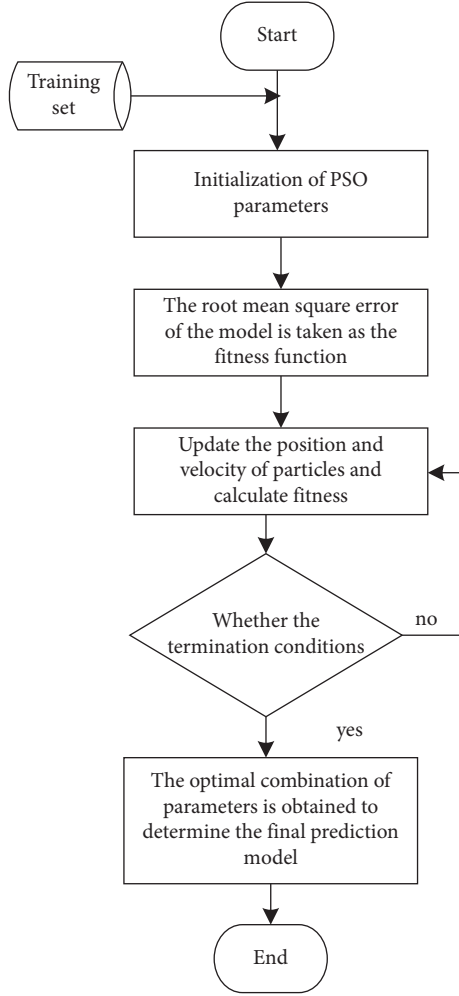 Start
Training
set
Initialization of PSO
parameters
The root mean square error
of the model is taken as the
fitness function
Update the position and
velocity of particles and
calculate fitness
Whether the
termination conditions
no
yes
The optimal combination of
parameters is obtained to
determine the final prediction
model
End